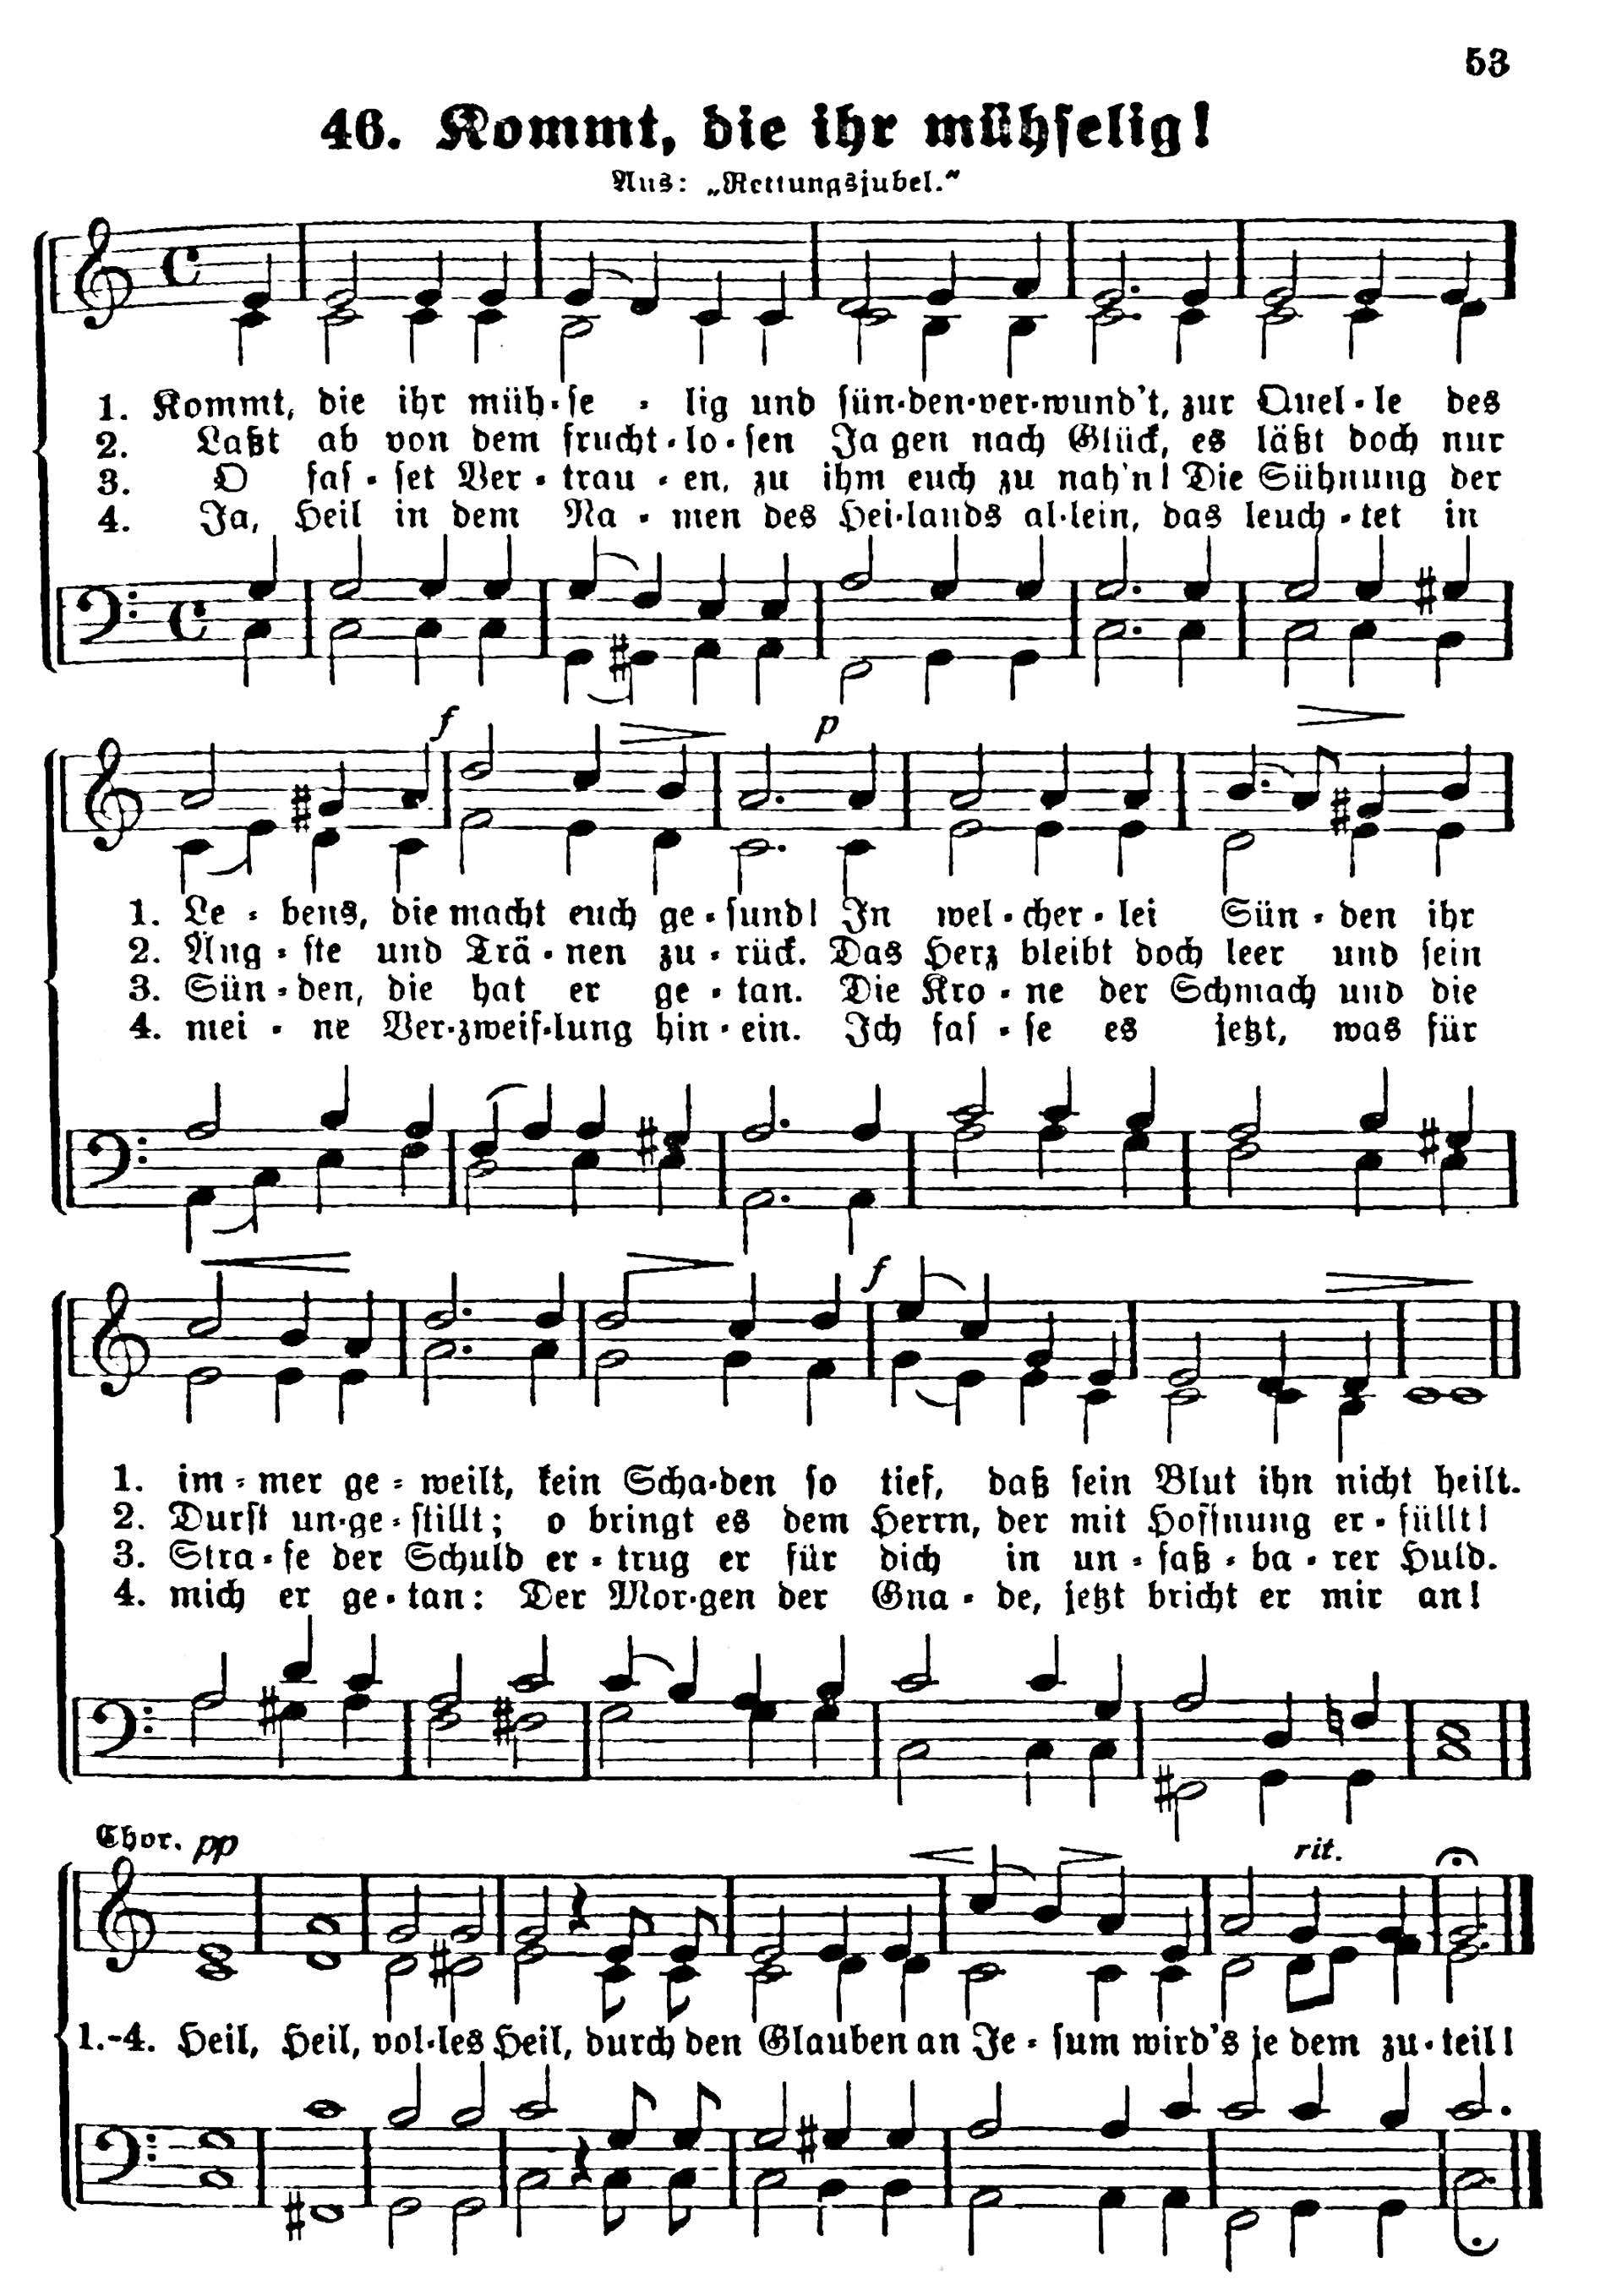 53
46. Kommt, die ihr mühselig!
Aus: „Rettungsjubel.“
1. Kommt, die ihr müh-se - lig und sün-den-ver-wund't, zur Quel-le des
2. Laßt ab von dem frucht-lo-sen Ja gen nach Glück, es läßt doch nur
3. O fas-set Ver-trau-en, zu ihm euch zu nah'n! Die Sühnung der
4. Ja, Heil in dem Na-men des Hei-lands al-lein, das leuch-tet in
f p
1. Le-bens, die macht euch ge-sund! In wel-cher-lei Sün-den ihr
2. Äng-ste und Trä-nen zu-rück. Das Herz bleibt doch leer und sein
3. Sün-den, die hat er ge-tan. Die Kro-ne der Schmach und die
4. mei-ne Ver-zweif-lung hin-ein. Ich fas-se es jetzt, was für
f
1. im-mer ge-weilt, kein Scha-den so tief, daß sein Blut ihn nicht heilt.
2. Durst un-ge-stillt; o bringt es dem Herrn, der mit Hoffnung er-füllt!
3. Stra-fe der Schuld er-trug er für dich in un-faß-ba-rer Huld.
4. mich er ge-tan: Der Mor-gen der Gna-de, jetzt bricht er mir an!
Chor. pp rit.
1.-4. Heil, Heil, vol-les Heil, durch den Glauben an Je-sum wird's je dem zu-teil!